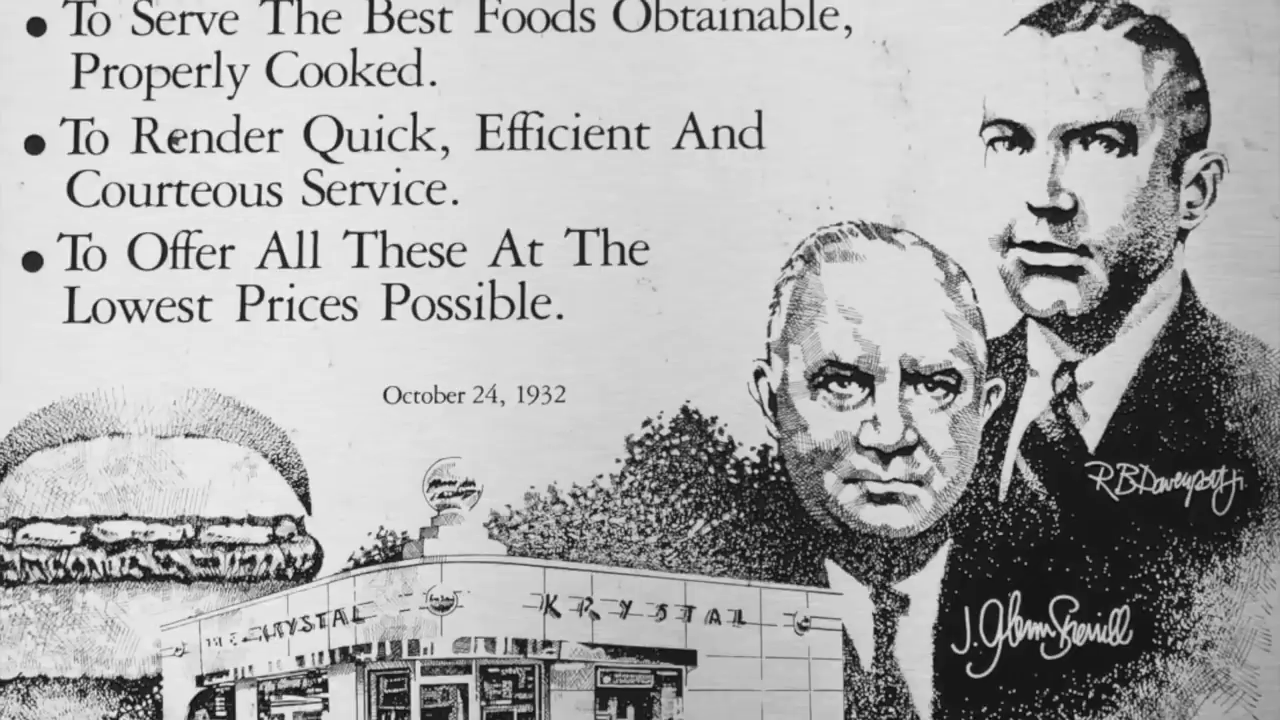 • To Serve The Best Foods Obtainable,
Properly Cooked.
• To Render Quick, Efficient And
Courteous Service.
• To Offer All These At The
Lowest Prices Possible.
October 24, 1932
R B Davenport Jr.
J. Glenn Sherrill
KRYSTAL
KRYSTAL